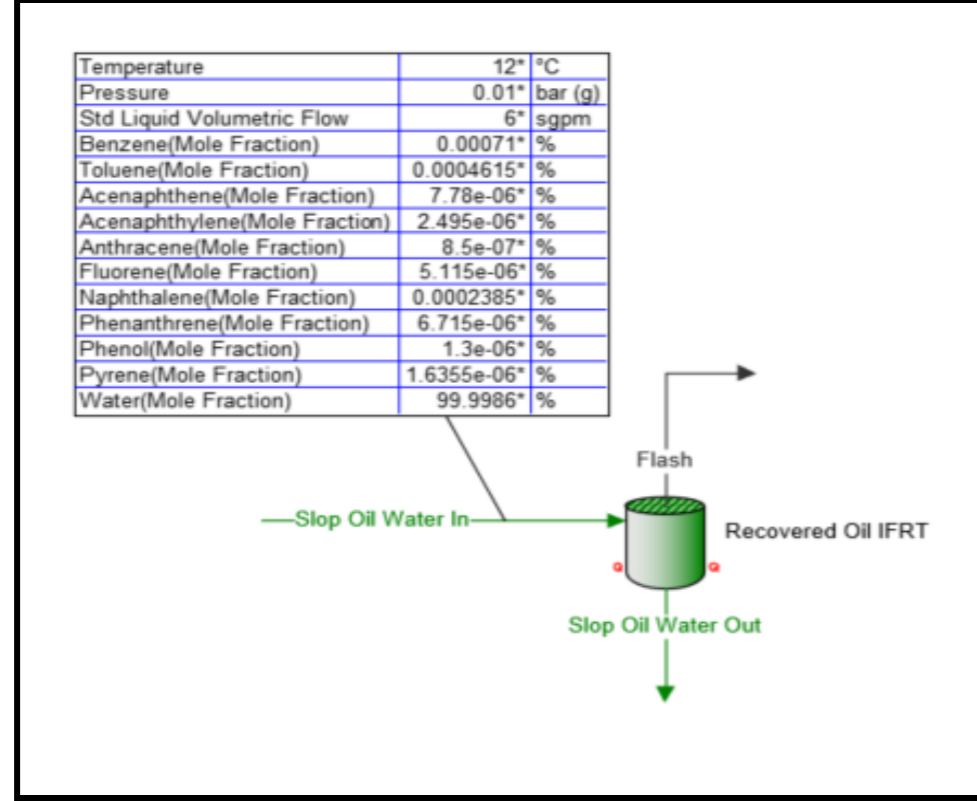 Temperature 12* °C
Pressure 0.01* bar (g)
Std Liquid Volumetric Flow 6* sgpm
Benzene(Mole Fraction) 0.00071* %
Toluene(Mole Fraction) 0.0004615* %
Acenaphthene(Mole Fraction) 7.78e-06* %
Acenaphthylene(Mole Fraction) 2.495e-06* %
Anthracene(Mole Fraction) 8.5e-07* %
Fluorene(Mole Fraction) 5.115e-06* %
Naphthalene(Mole Fraction) 0.0002385* %
Phenanthrene(Mole Fraction) 6.715e-06* %
Phenol(Mole Fraction) 1.3e-06* %
Pyrene(Mole Fraction) 1.6355e-06* %
Water(Mole Fraction) 99.9986* %
Flash
Slop Oil Water In
Recovered Oil IFRT
Q Q
Slop Oil Water Out